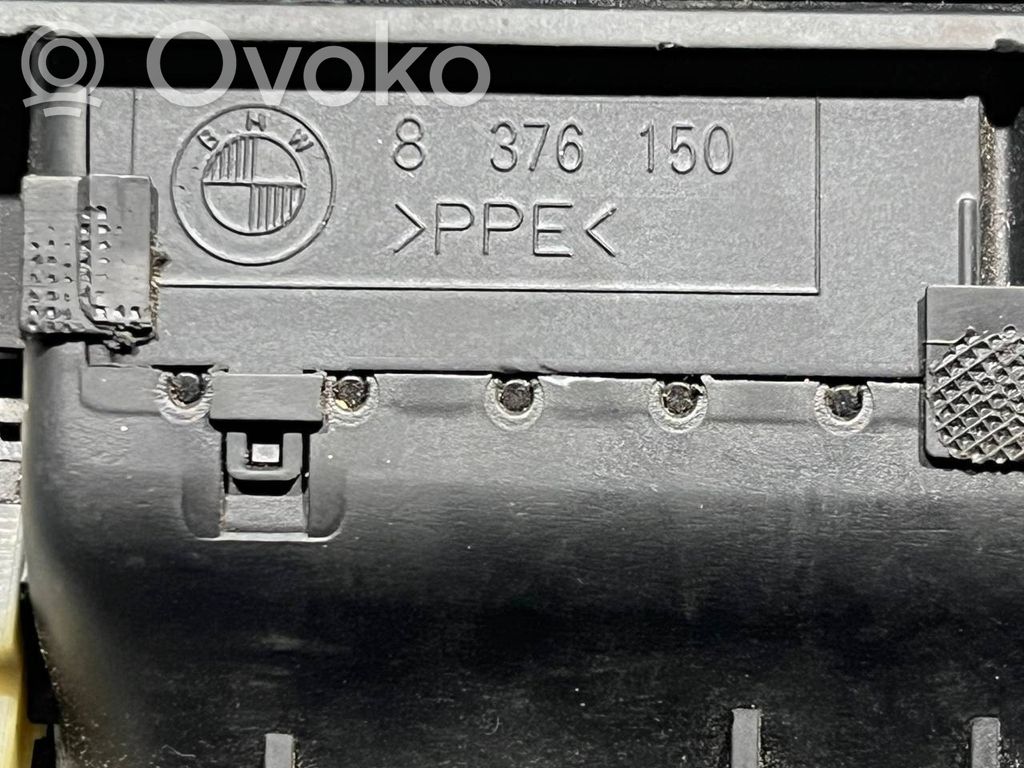 Ovoko
BMW
8 376 150
>PPE<